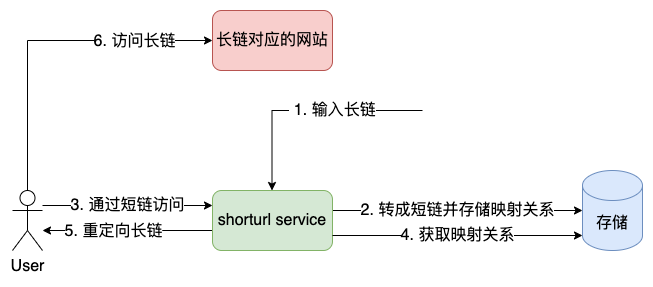 长链对应的网站
6. 访问长链
1. 输入长链
3. 通过短链访问
shorturl service
2. 转成短链并存储映射关系
存储
5. 重定向长链
4. 获取映射关系
User